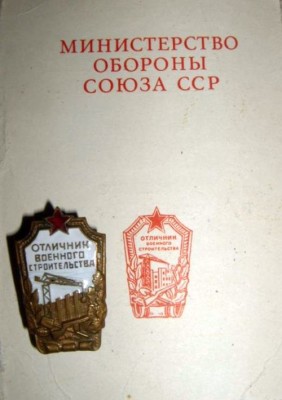 МИНИСТЕРСТВО
ОБОРОНЫ
СОЮЗА ССР
ОТЛИЧНИК
ВОЕННОГО
СТРОИТЕЛЬСТВА
ОТЛИЧНИК
ВОЕННОГО
СТРОИТЕЛЬСТВА